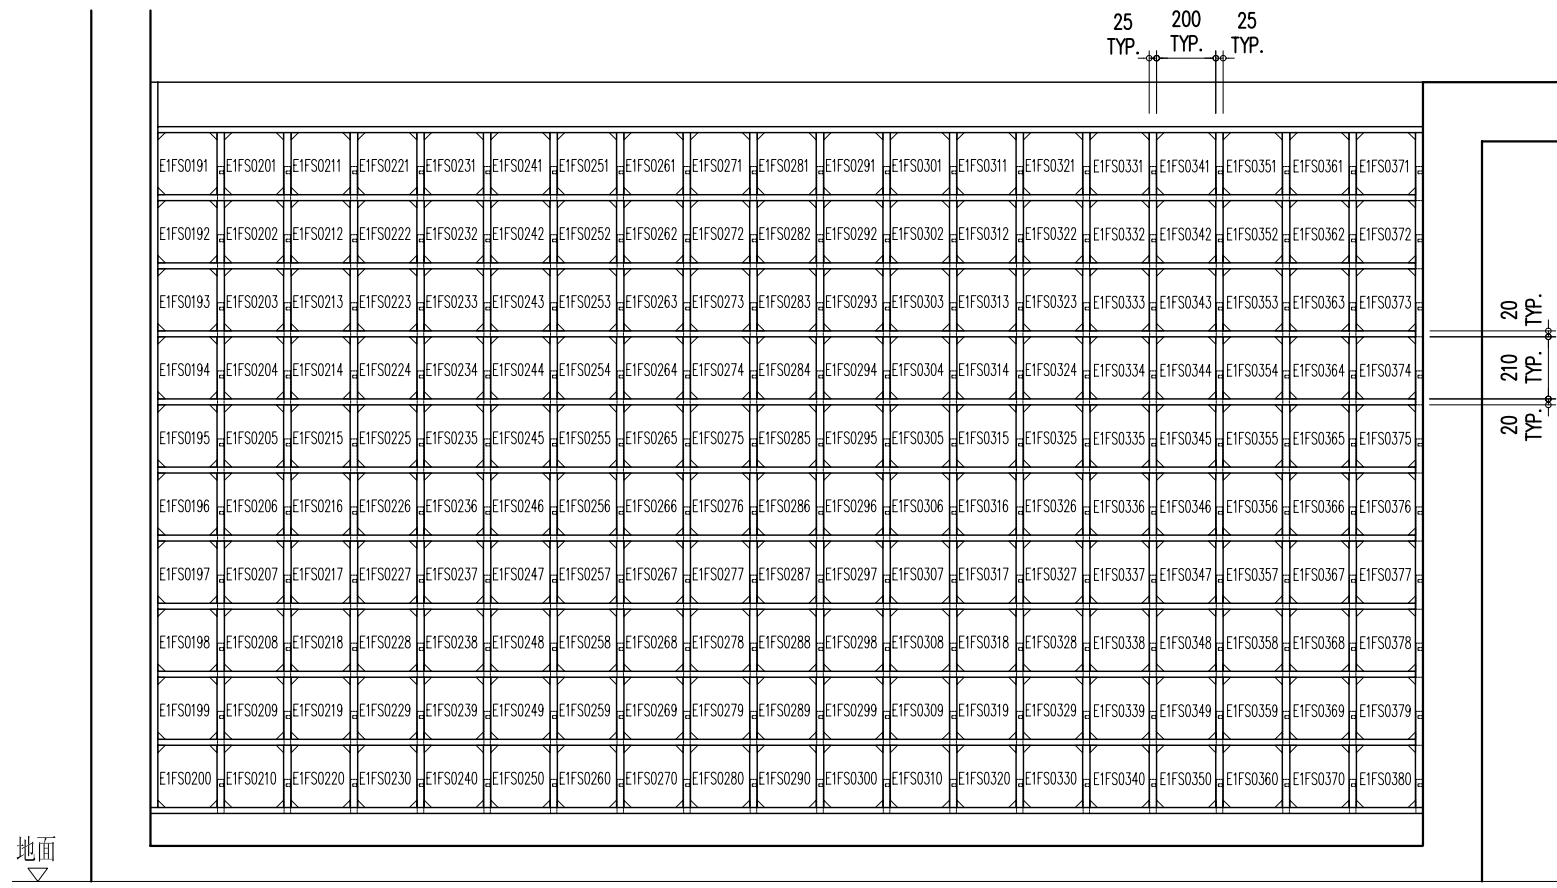 25 200 25
TYP. TYP. TYP.
E1FS0191 E1FS0201 E1FS0211 E1FS0221 E1FS0231 E1FS0241 E1FS0251 E1FS0261 E1FS0271 E1FS0281 E1FS0291 E1FS0301 E1FS0311 E1FS0321 E1FS0331 E1FS0341 E1FS0351 E1FS0361 E1FS0371
E1FS0192 E1FS0202 E1FS0212 E1FS0222 E1FS0232 E1FS0242 E1FS0252 E1FS0262 E1FS0272 E1FS0282 E1FS0292 E1FS0302 E1FS0312 E1FS0322 E1FS0332 E1FS0342 E1FS0352 E1FS0362 E1FS0372
E1FS0193 E1FS0203 E1FS0213 E1FS0223 E1FS0233 E1FS0243 E1FS0253 E1FS0263 E1FS0273 E1FS0283 E1FS0293 E1FS0303 E1FS0313 E1FS0323 E1FS0333 E1FS0343 E1FS0353 E1FS0363 E1FS0373
20 TYP.
E1FS0194 E1FS0204 E1FS0214 E1FS0224 E1FS0234 E1FS0244 E1FS0254 E1FS0264 E1FS0274 E1FS0284 E1FS0294 E1FS0304 E1FS0314 E1FS0324 E1FS0334 E1FS0344 E1FS0354 E1FS0364 E1FS0374
210 TYP.
E1FS0195 E1FS0205 E1FS0215 E1FS0225 E1FS0235 E1FS0245 E1FS0255 E1FS0265 E1FS0275 E1FS0285 E1FS0295 E1FS0305 E1FS0315 E1FS0325 E1FS0335 E1FS0345 E1FS0355 E1FS0365 E1FS0375
20 TYP.
E1FS0196 E1FS0206 E1FS0216 E1FS0226 E1FS0236 E1FS0246 E1FS0256 E1FS0266 E1FS0276 E1FS0286 E1FS0296 E1FS0306 E1FS0316 E1FS0326 E1FS0336 E1FS0346 E1FS0356 E1FS0366 E1FS0376
E1FS0197 E1FS0207 E1FS0217 E1FS0227 E1FS0237 E1FS0247 E1FS0257 E1FS0267 E1FS0277 E1FS0287 E1FS0297 E1FS0307 E1FS0317 E1FS0327 E1FS0337 E1FS0347 E1FS0357 E1FS0367 E1FS0377
E1FS0198 E1FS0208 E1FS0218 E1FS0228 E1FS0238 E1FS0248 E1FS0258 E1FS0268 E1FS0278 E1FS0288 E1FS0298 E1FS0308 E1FS0318 E1FS0328 E1FS0338 E1FS0348 E1FS0358 E1FS0368 E1FS0378
E1FS0199 E1FS0209 E1FS0219 E1FS0229 E1FS0239 E1FS0249 E1FS0259 E1FS0269 E1FS0279 E1FS0289 E1FS0299 E1FS0309 E1FS0319 E1FS0329 E1FS0339 E1FS0349 E1FS0359 E1FS0369 E1FS0379
E1FS0200 E1FS0210 E1FS0220 E1FS0230 E1FS0240 E1FS0250 E1FS0260 E1FS0270 E1FS0280 E1FS0290 E1FS0300 E1FS0310 E1FS0320 E1FS0330 E1FS0340 E1FS0350 E1FS0360 E1FS0370 E1FS0380
地面